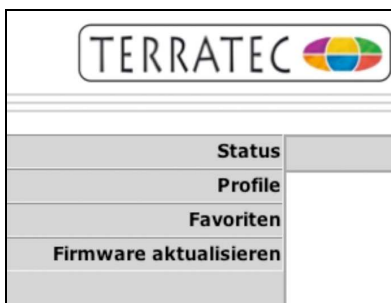 TERRATEC
Status
Profile
Favoriten
Firmware aktualisieren